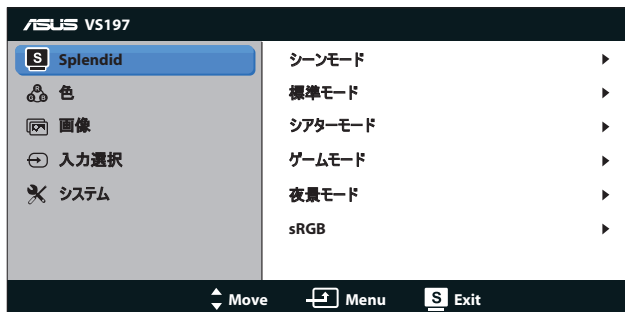 ASUS VS197
S Splendid
色
画像
入力選択
システム
シーンモード
標準モード
シアターモード
ゲームモード
夜景モード
sRGB
Move Menu S Exit